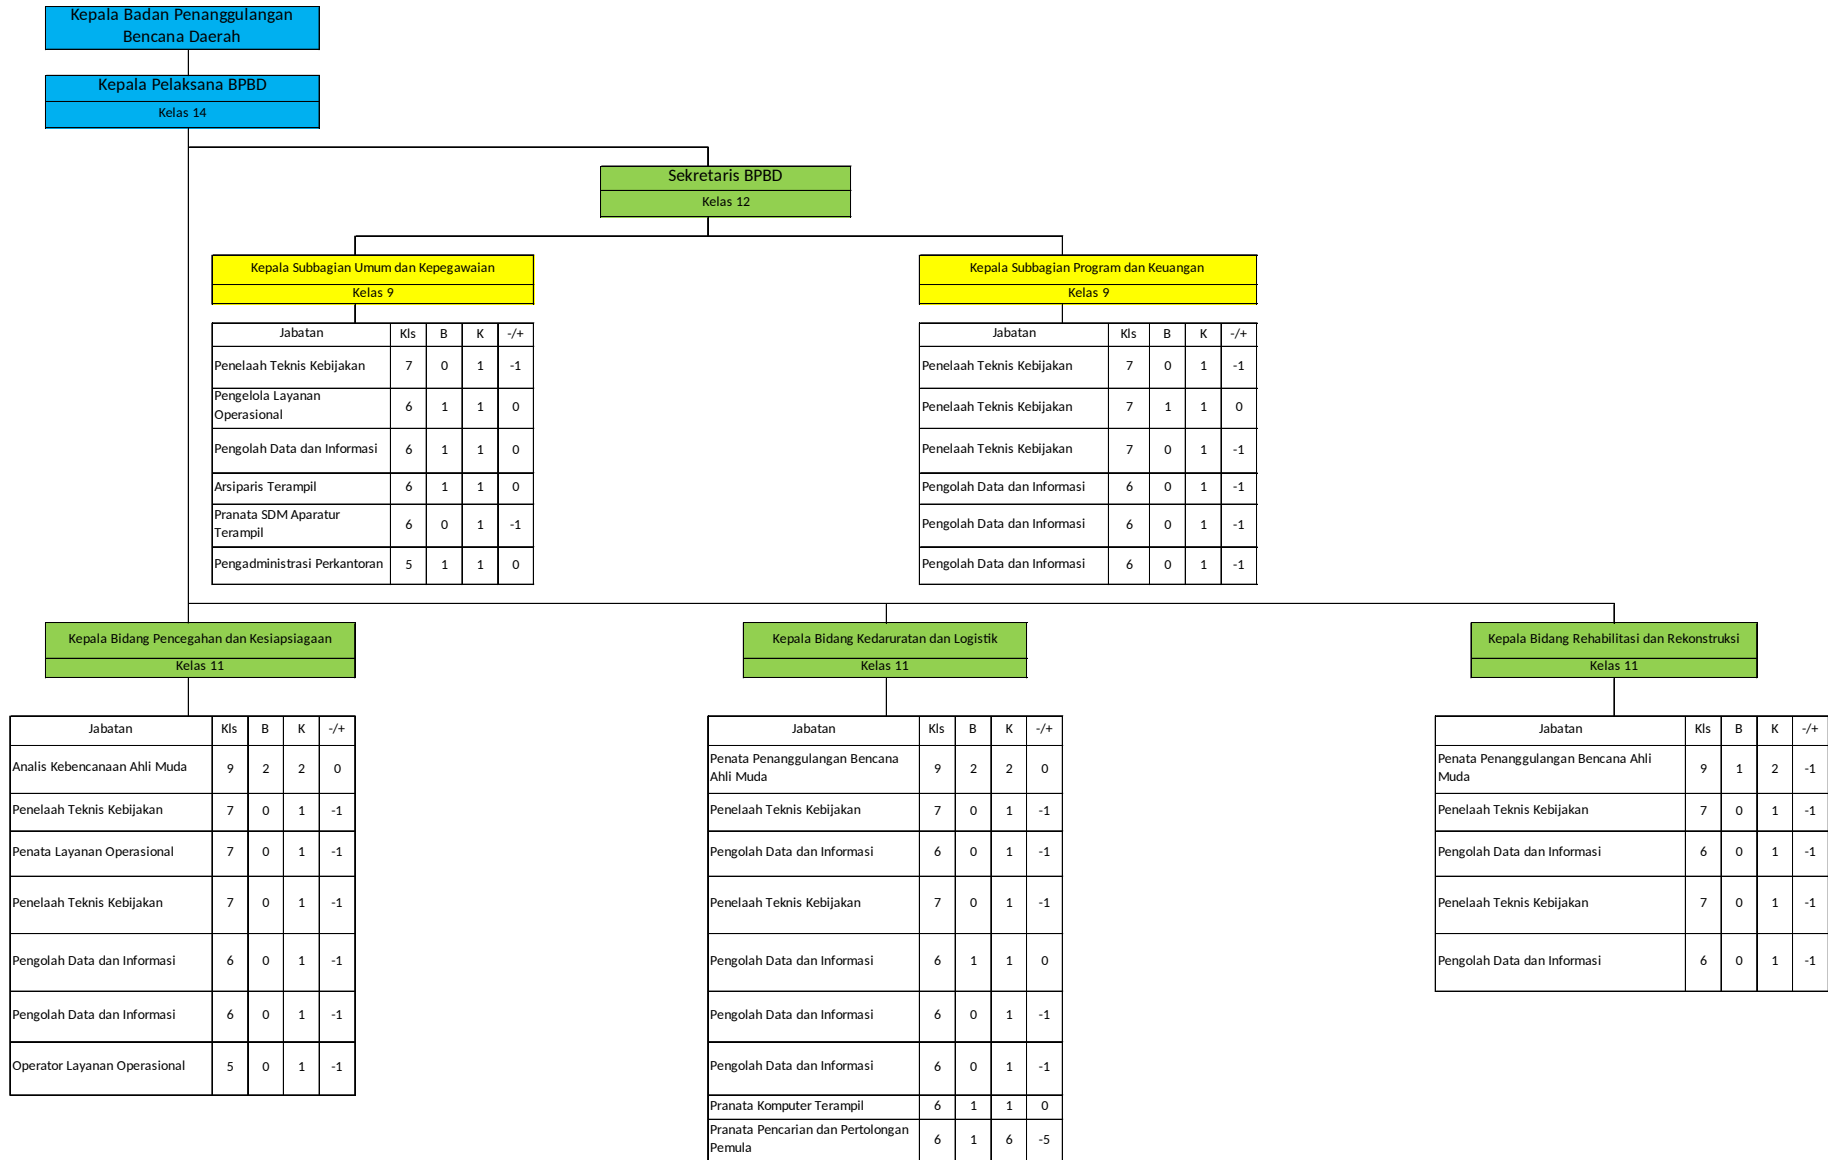 Kepala Badan Penanggulangan
Bencana Daerah
Kepala Pelaksana BPBD
Kelas 14
Sekretaris BPBD
Kelas 12
Kepala Subbagian Umum dan Kepegawaian
Kelas 9
Jabatan Kls B K -/+
Penelaah Teknis Kebijakan 7 0 1 -1
Pengelola Layanan
Operasional 6 1 1 0
Pengolah Data dan Informasi 6 1 1 0
Arsiparis Terampil 6 1 1 0
Pranata SDM Aparatur
Terampil 6 0 1 -1
Pengadministrasi Perkantoran 5 1 1 0
Kepala Subbagian Program dan Keuangan
Kelas 9
Jabatan Kls B K -/+
Penelaah Teknis Kebijakan 7 0 1 -1
Penelaah Teknis Kebijakan 7 1 1 0
Penelaah Teknis Kebijakan 7 0 1 -1
Pengolah Data dan Informasi 6 0 1 -1
Pengolah Data dan Informasi 6 0 1 -1
Pengolah Data dan Informasi 6 0 1 -1
Kepala Bidang Pencegahan dan Kesiapsiagaan
Kelas 11
Jabatan Kls B K -/+
Analis Kebencanaan Ahli Muda 9 2 2 0
Penelaah Teknis Kebijakan 7 0 1 -1
Penata Layanan Operasional 7 0 1 -1
Penelaah Teknis Kebijakan 7 0 1 -1
Pengolah Data dan Informasi 6 0 1 -1
Pengolah Data dan Informasi 6 0 1 -1
Operator Layanan Operasional 5 0 1 -1
Kepala Bidang Kedaruratan dan Logistik
Kelas 11
Jabatan Kls B K -/+
Penata Penanggulangan Bencana
Ahli Muda 9 2 2 0
Penelaah Teknis Kebijakan 7 0 1 -1
Pengolah Data dan Informasi 6 0 1 -1
Penelaah Teknis Kebijakan 7 0 1 -1
Pengolah Data dan Informasi 6 1 1 0
Pengolah Data dan Informasi 6 0 1 -1
Pengolah Data dan Informasi 6 0 1 -1
Pranata Komputer Terampil 6 1 1 0
Pranata Pencarian dan Pertolongan
Pemula 6 1 6 -5
Kepala Bidang Rehabilitasi dan Rekonstruksi
Kelas 11
Jabatan Kls B K -/+
Penata Penanggulangan Bencana Ahli
Muda 9 1 2 -1
Penelaah Teknis Kebijakan 7 0 1 -1
Pengolah Data dan Informasi 6 0 1 -1
Penelaah Teknis Kebijakan 7 0 1 -1
Pengolah Data dan Informasi 6 0 1 -1